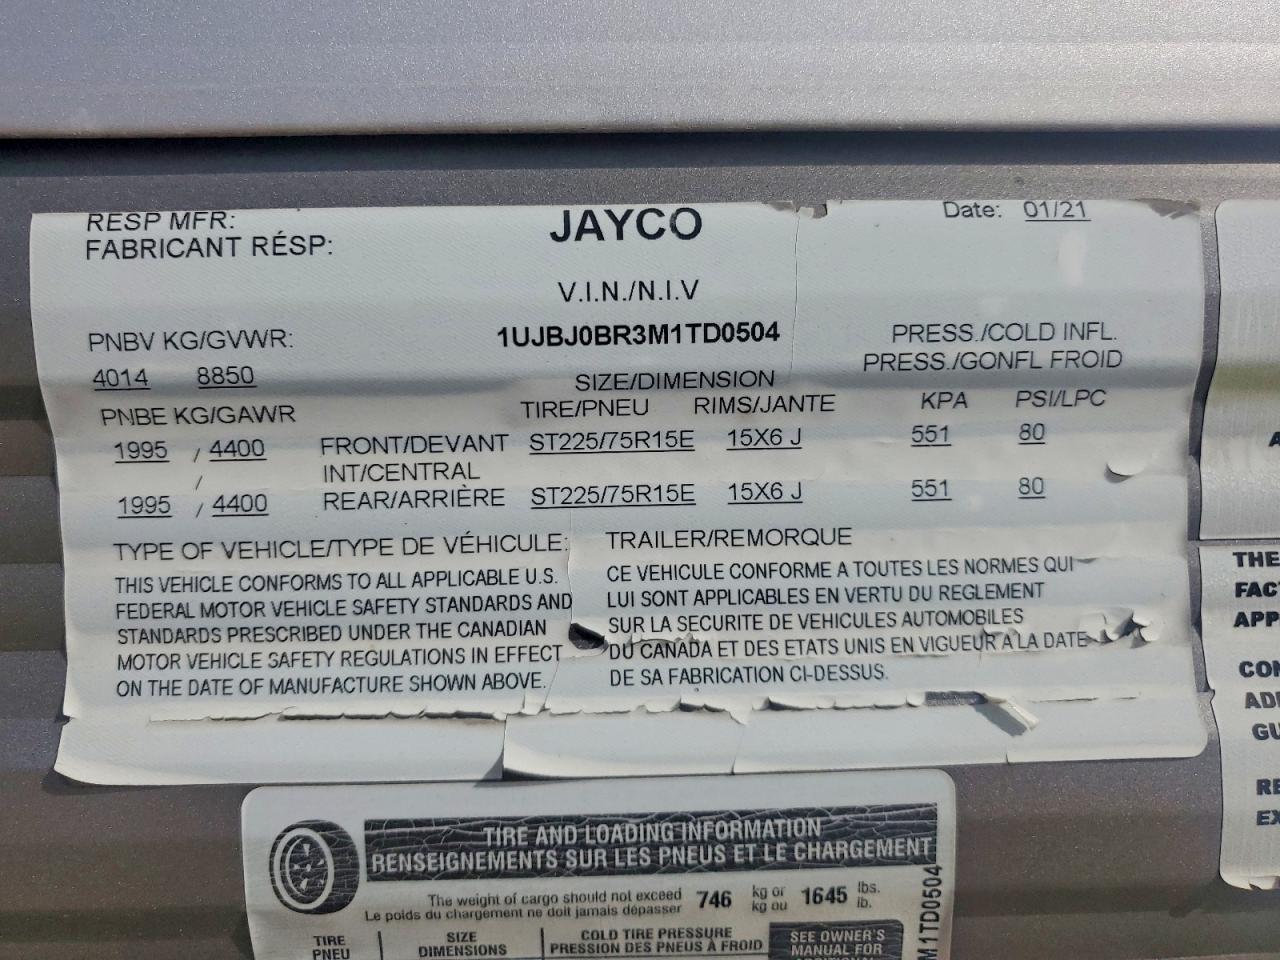 RESP MFR: JAYCO Date: 01/21
FABRICANT RÉSP:
V.I.N./N.I.V
PNBV KG/GVWR: 1UJBJ0BR3M1TD0504 PRESS./COLD INFL.
PRESS./GONFL FROID
4014 8850 SIZE/DIMENSION
PNBE KG/GAWR TIRE/PNEU RIMS/JANTE KPA PSI/LPC
1995 / 4400 FRONT/DEVANT ST225/75R15E 15X6 J 551 80
/ INT/CENTRAL
1995 / 4400 REAR/ARRIÈRE ST225/75R15E 15X6 J 551 80
TYPE OF VEHICLE/TYPE DE VÉHICULE: TRAILER/REMORQUE
THIS VEHICLE CONFORMS TO ALL APPLICABLE U.S.
FEDERAL MOTOR VEHICLE SAFETY STANDARDS AND
STANDARDS PRESCRIBED UNDER THE CANADIAN
MOTOR VEHICLE SAFETY REGULATIONS IN EFFECT
ON THE DATE OF MANUFACTURE SHOWN ABOVE.
CE VEHICULE CONFORME A TOUTES LES NORMES QUI
LUI SONT APPLICABLES EN VERTU DU REGLEMENT
SUR LA SECURITE DE VEHICULES AUTOMOBILES
DU CANADA ET DES ETATS UNIS EN VIGUEUR A LA DATE
DE SA FABRICATION CI-DESSUS.
TIRE AND LOADING INFORMATION
RENSEIGNEMENTS SUR LES PNEUS ET LE CHARGEMENT
The weight of cargo should not exceed 746 kg or 1645 lbs.
Le poids du chargement ne doit jamais dépasser kg ou lb.
TIRE SIZE COLD TIRE PRESSURE
PNEU DIMENSIONS PRESSION DES PNEUS À FROID
SEE OWNER'S
MANUAL FOR
M1TD0504
THE